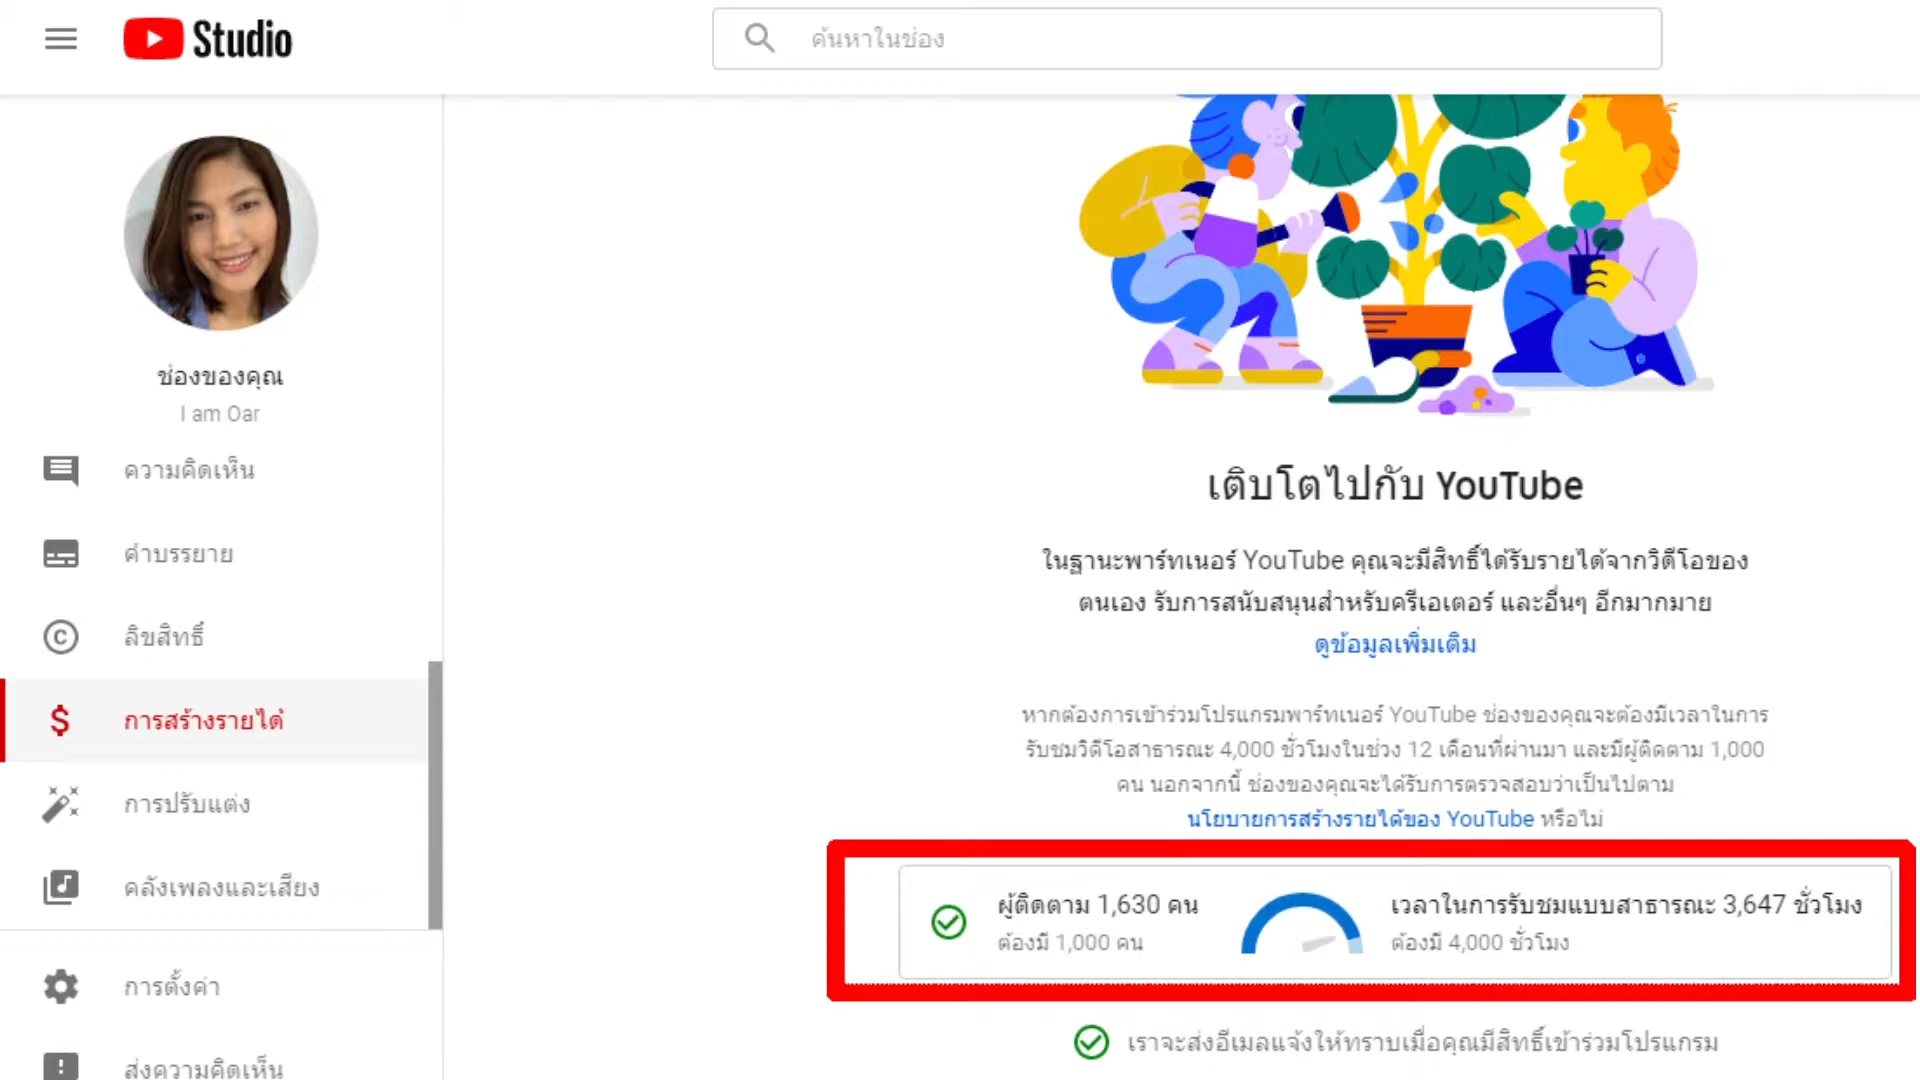 Studio
ค้นหาในช่อง
ช่องของคุณ
I am Oar
ความคิดเห็น
คำบรรยาย
ลิขสิทธิ์
การสร้างรายได้
การปรับแต่ง
คลังเพลงและเสียง
การตั้งค่า
ส่งความคิดเห็น
เติบโตไปกับ YouTube
ในฐานะพาร์ทเนอร์ YouTube คุณจะมีสิทธิ์ได้รับรายได้จากวิดีโอของ
ตนเอง รับการสนับสนุนสำหรับครีเอเตอร์ และอื่นๆ อีกมากมาย
ดูข้อมูลเพิ่มเติม
หากต้องการเข้าร่วมโปรแกรมพาร์ทเนอร์ YouTube ช่องของคุณจะต้องมีเวลาในการ
รับชมวิดีโอสาธารณะ 4,000 ชั่วโมงในช่วง 12 เดือนที่ผ่านมา และมีผู้ติดตาม 1,000
คน นอกจากนี้ ช่องของคุณจะได้รับการตรวจสอบว่าเป็นไปตาม
นโยบายการสร้างรายได้ของ YouTube หรือไม่
ผู้ติดตาม 1,630 คน
ต้องมี 1,000 คน
เวลาในการรับชมแบบสาธารณะ 3,647 ชั่วโมง
ต้องมี 4,000 ชั่วโมง
เราจะส่งอีเมลแจ้งให้ทราบเมื่อคุณมีสิทธิ์เข้าร่วมโปรแกรม